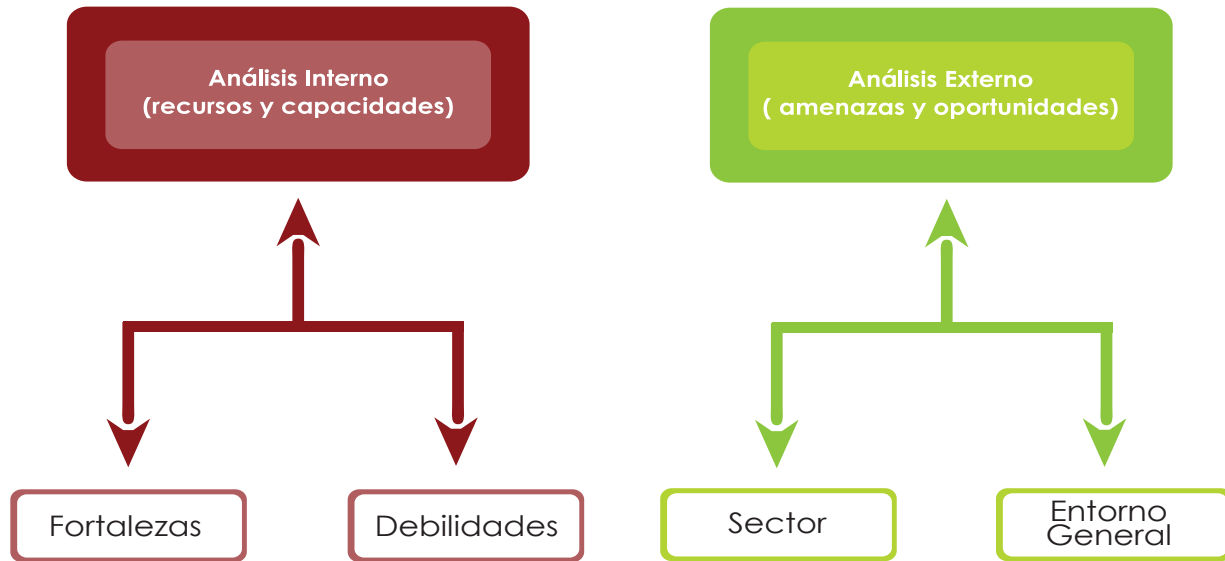 Análisis Interno
(recursos y capacidades)
Análisis Externo
( amenazas y oportunidades)
Fortalezas
Debilidades
Sector
Entorno
General